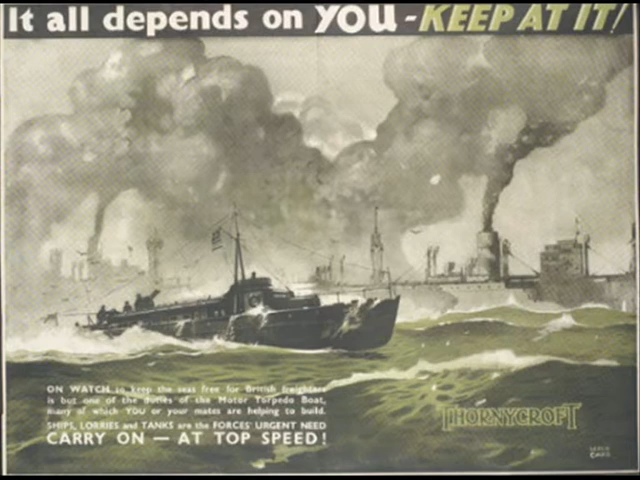 It all depends on YOU - KEEP AT IT!
ON WATCH to keep the seas free for British freighters
is but one of the duties of the Motor Torpedo Boat,
many of which YOU or your mates are helping to build.
SHIPS, LORRIES and TANKS are the FORCES' URGENT NEED
CARRY ON — AT TOP SPEED!
THORNYCROFT